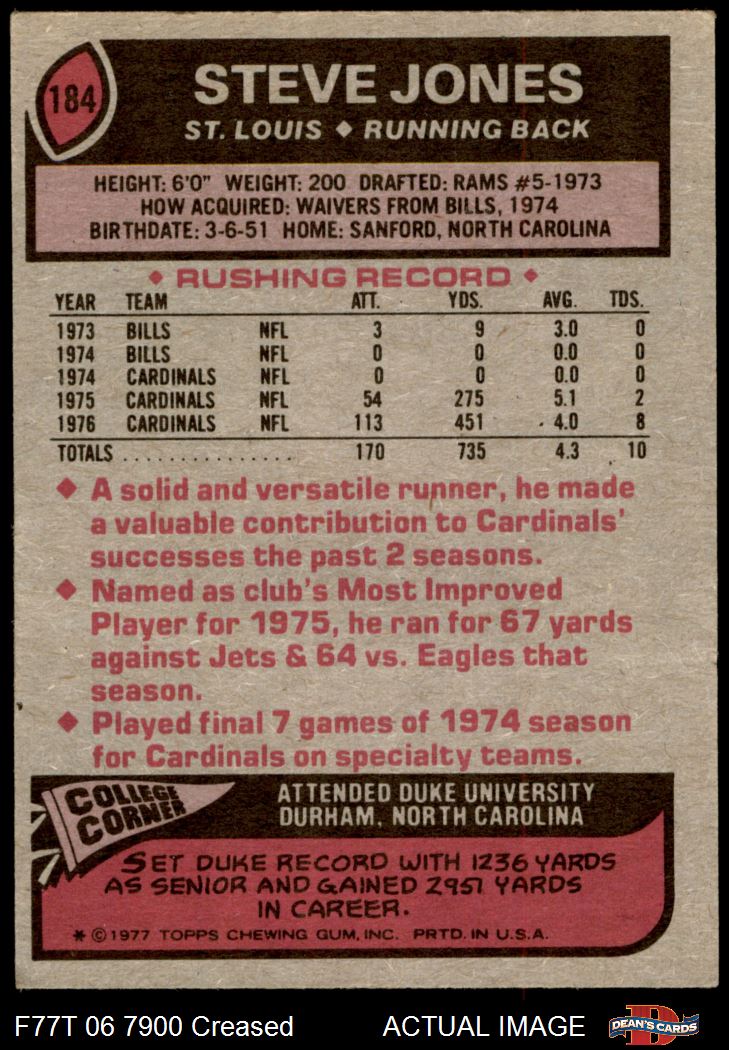 184
STEVE JONES
ST. LOUIS ◆ RUNNING BACK
HEIGHT: 6'0" WEIGHT: 200 DRAFTED: RAMS #5-1973
HOW ACQUIRED: WAIVERS FROM BILLS, 1974
BIRTHDATE: 3-6-51 HOME: SANFORD, NORTH CAROLINA
◆ RUSHING RECORD ◆
YEAR TEAM ATT. YDS. AVG. TDS.
1973 BILLS NFL 3 9 3.0 0
1974 BILLS NFL 0 0 0.0 0
1974 CARDINALS NFL 0 0 0.0 0
1975 CARDINALS NFL 54 275 5.1 2
1976 CARDINALS NFL 113 451 4.0 8
TOTALS ............... 170 735 4.3 10
◆ A solid and versatile runner, he made
a valuable contribution to Cardinals'
successes the past 2 seasons.
◆ Named as club's Most Improved
Player for 1975, he ran for 67 yards
against Jets & 64 vs. Eagles that
season.
◆ Played final 7 games of 1974 season
for Cardinals on specialty teams.
COLLEGE
CORNER
ATTENDED DUKE UNIVERSITY
DURHAM, NORTH CAROLINA
SET DUKE RECORD WITH 1236 YARDS
AS SENIOR AND GAINED 2951 YARDS
IN CAREER.
* © 1977 TOPPS CHEWING GUM, INC. PRTD. IN U.S.A.
F77T 06 7900 Creased ACTUAL IMAGE
D
DEAN'S CARDS